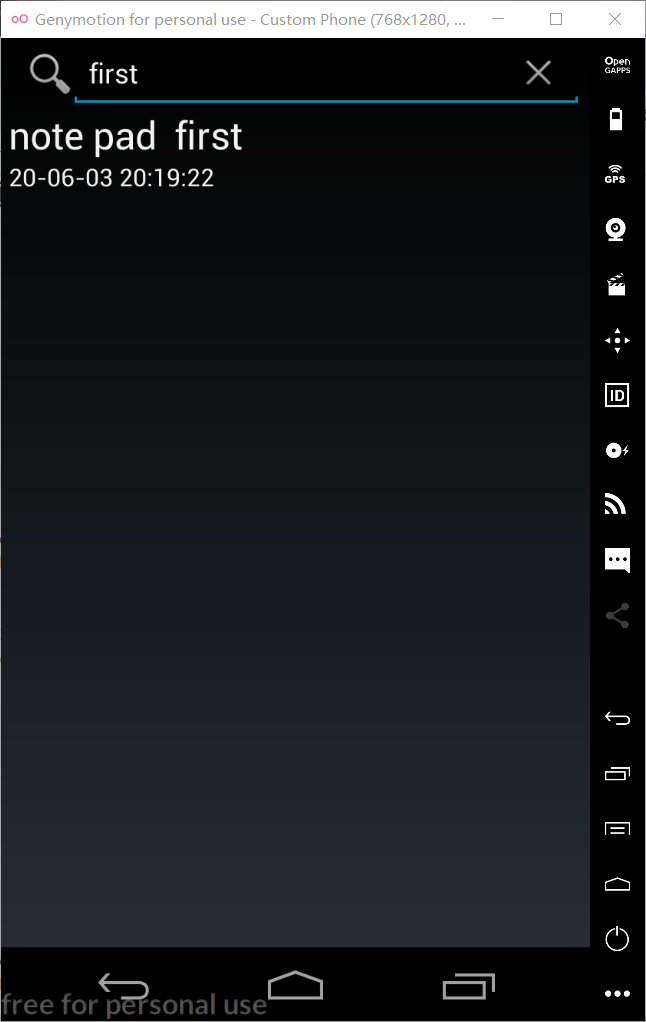 Genymotion for personal use - Custom Phone (768x1280, ...
Open
GAPPS
first
note pad  first
20-06-03 20:19:22
GPS
ID
free for personal use